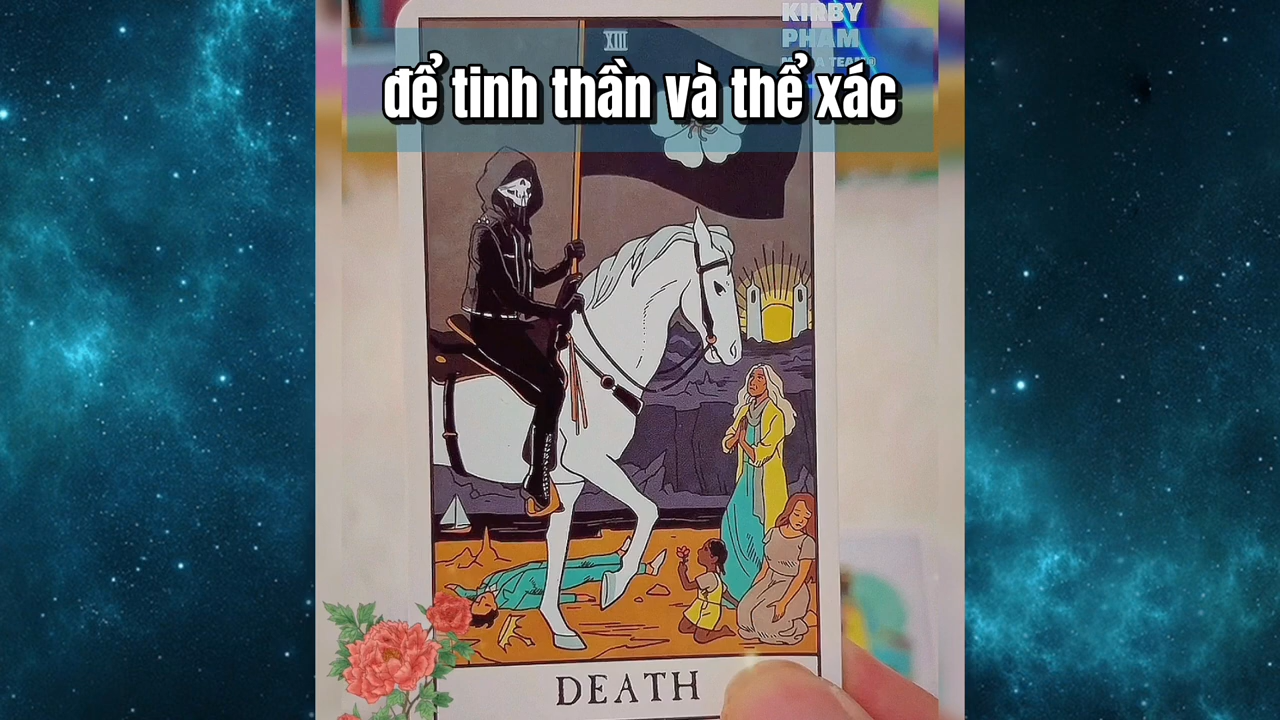 KIRBY
PHAM
XIII
để tinh thần và thể xác
DEATH